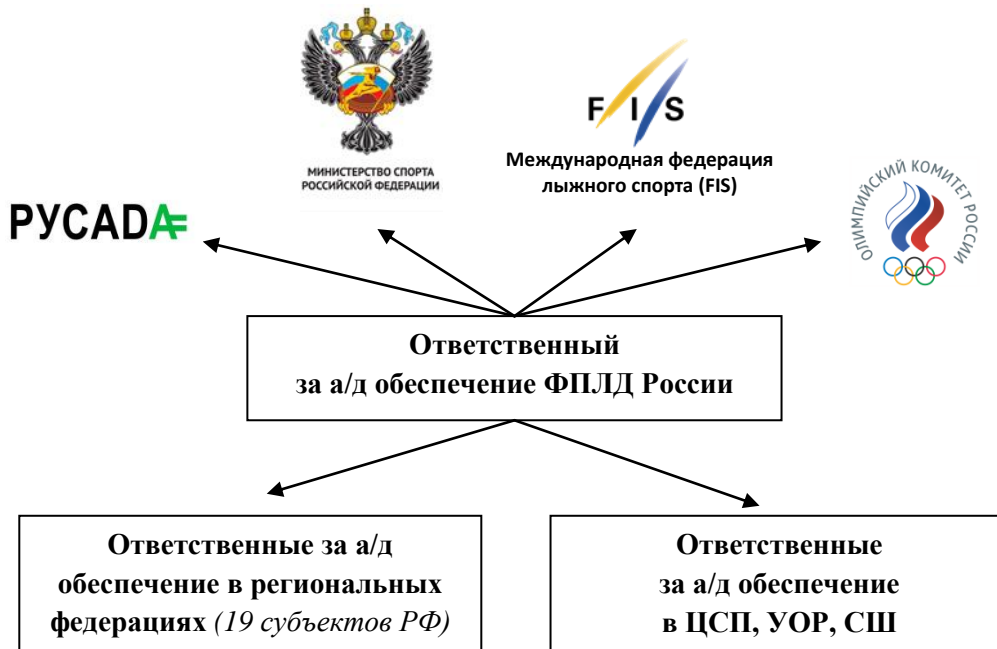 МИНИСТЕРСТВО СПОРТА
РОССИЙСКОЙ ФЕДЕРАЦИИ
F I S
Международная федерация
лыжного спорта (FIS)
РУСАДА
ОЛИМПИЙСКИЙ КОМИТЕТ РОССИИ
Ответственный
за а/д обеспечение ФПЛД России
Ответственные за а/д
обеспечение в региональных
федерациях (19 субъектов РФ)
Ответственные
за а/д обеспечение
в ЦСП, УОР, СШ